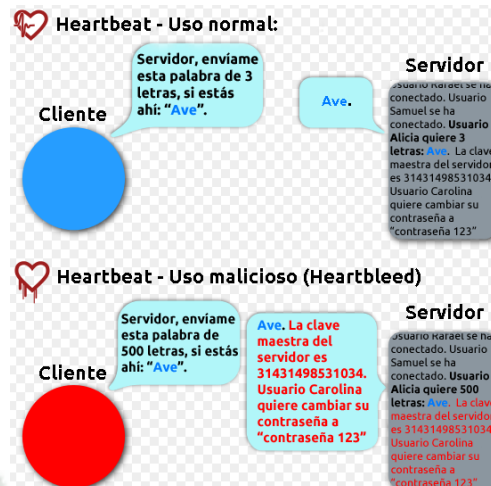 Heartbeat - Uso normal:
Servidor, envíame
esta palabra de 3
letras, si estás
ahí: “Ave”.
Cliente
Ave.
Servidor
Usuario Rafael se ha
conectado. Usuario
Samuel se ha
conectado. Usuario
Alicia quiere 3
letras: Ave. La clave
maestra del servidor
es 31431498531034.
Usuario Carolina
quiere cambiar su
contraseña a
“contraseña 123”
Heartbeat - Uso malicioso (Heartbleed)
Servidor, envíame
esta palabra de
500 letras, si estás
ahí: “Ave”.
Cliente
Ave. La clave
maestra del
servidor es
31431498531034.
Usuario Carolina
quiere cambiar su
contraseña a
“contraseña 123”
Servidor
Usuario Rafael se ha
conectado. Usuario
Samuel se ha
conectado. Usuario
Alicia quiere 500
letras: Ave. La clave
maestra del servidor
es 31431498531034.
Usuario Carolina
quiere cambiar su
contraseña a
“contraseña 123”